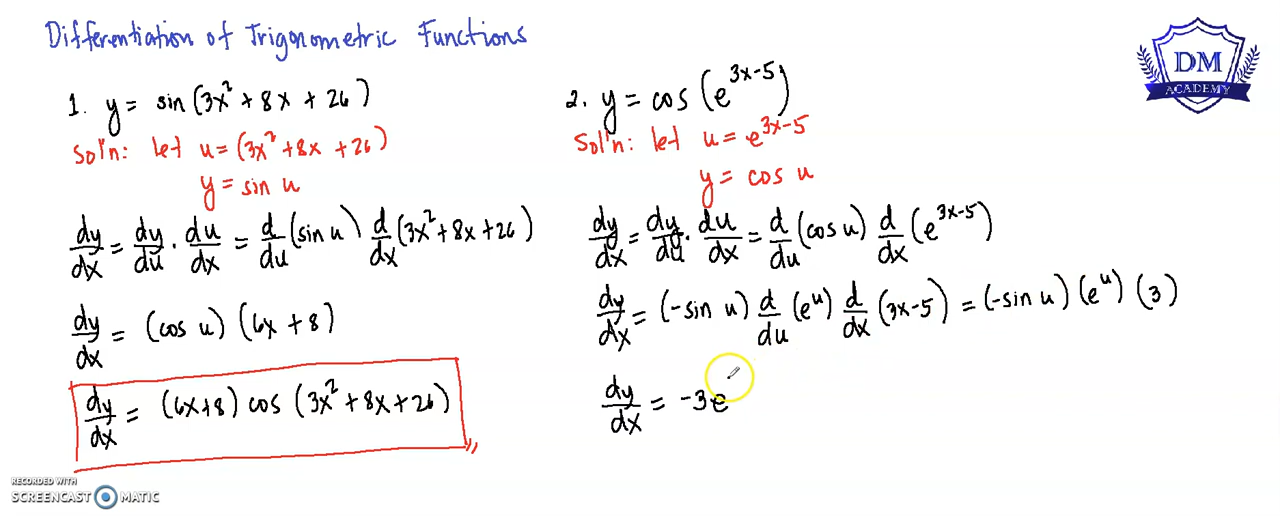 Differentiation of Trigonometric Functions
DM
ACADEMY
1. y = sin (3x² + 8x + 26)
Sol'n: let u = (3x² + 8x + 26)
y = sin u
dy/dx = dy/du · du/dx = d/du (sin u) d/dx (3x² + 8x + 26)
dy/dx = (cos u) (6x + 8)
dy/dx = (6x+8) cos (3x² + 8x + 26)
2. y = cos (e^(3x-5))
Sol'n: let u = e^(3x-5)
y = cos u
dy/dx = dy/du · du/dx = d/du (cos u) d/dx (e^(3x-5))
dy/dx = (-sin u) d/du (e^u) d/dx (3x-5) = (-sin u) (e^u) (3)
dy/dx = -3e
RECORDED WITH
SCREENCAST MATIC